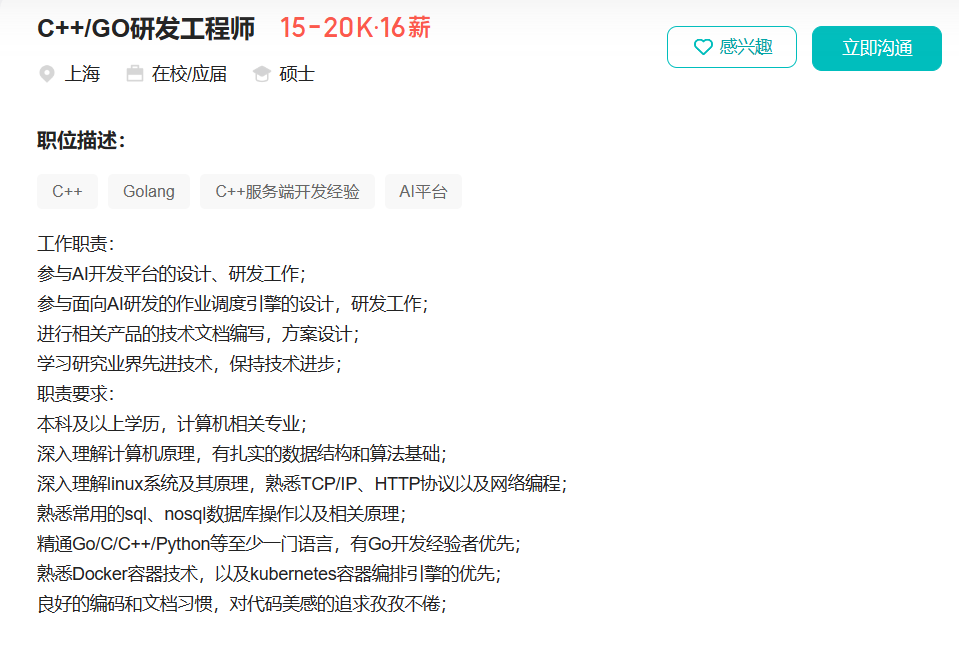 C++/GO研发工程师 15-20K·16薪
感兴趣 立即沟通
上海 在校/应届 硕士
职位描述：
C++ Golang C++服务端开发经验 AI平台
工作职责：
参与AI开发平台的设计、研发工作；
参与面向AI研发的作业调度引擎的设计，研发工作；
进行相关产品的技术文档编写，方案设计；
学习研究业界先进技术，保持技术进步；
职责要求：
本科及以上学历，计算机相关专业；
深入理解计算机原理，有扎实的数据结构和算法基础；
深入理解linux系统及其原理，熟悉TCP/IP、HTTP协议以及网络编程；
熟悉常用的sql、nosql数据库操作以及相关原理；
精通Go/C/C++/Python等至少一门语言，有Go开发经验者优先；
熟悉Docker容器技术，以及kubernetes容器编排引擎的优先；
良好的编码和文档习惯，对代码美感的追求孜孜不倦；